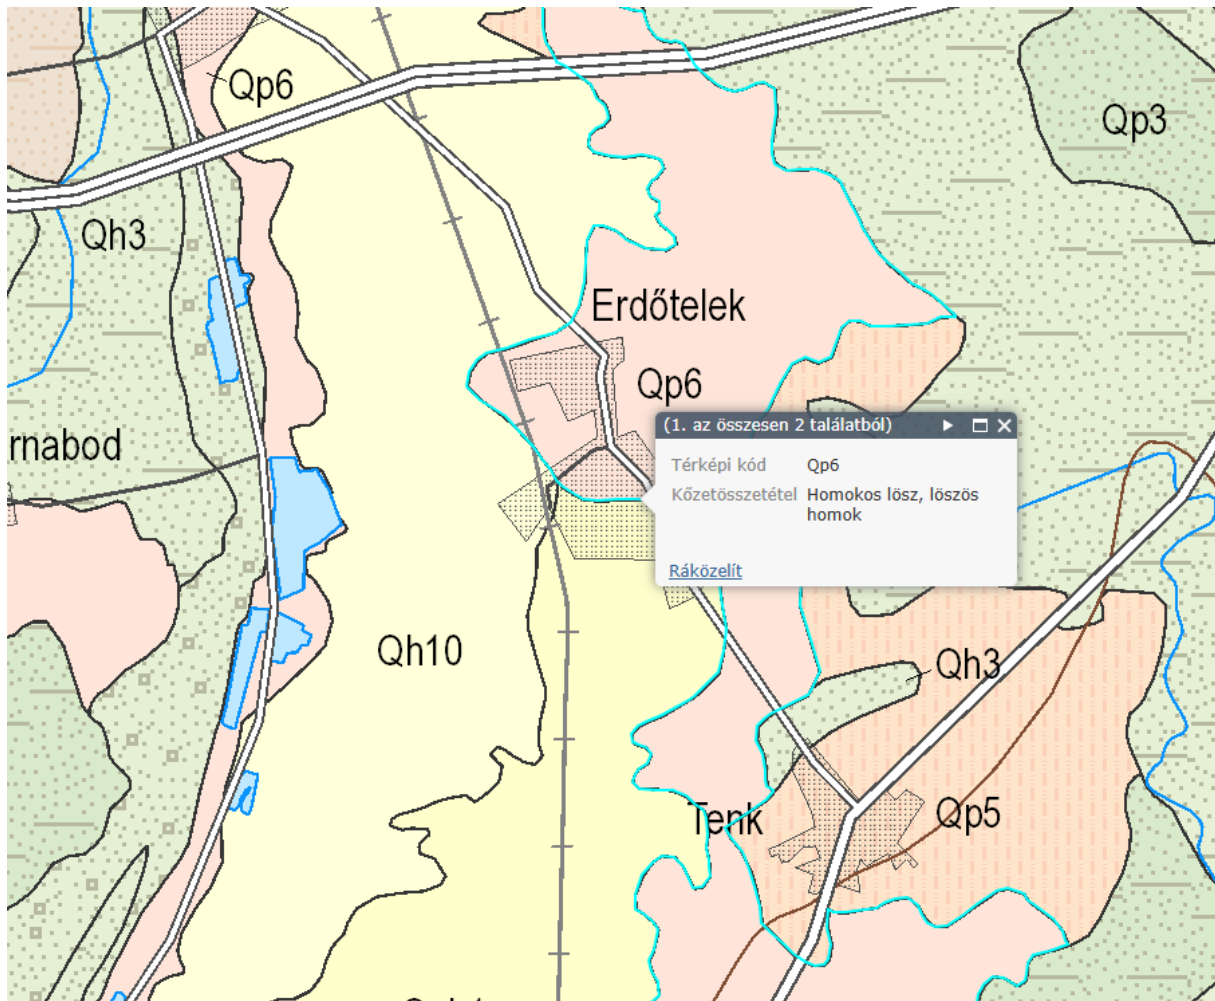 Qp6
Qp3
Qh3
Erdőtelek
Qp6
(1. az összesen 2 találatból)
rnabod
Térképi kód Qp6
Kőzetösszetétel Homokos lösz, löszös
homok
Ráközelít
Qh10
Qh3
Tenk
Qp5